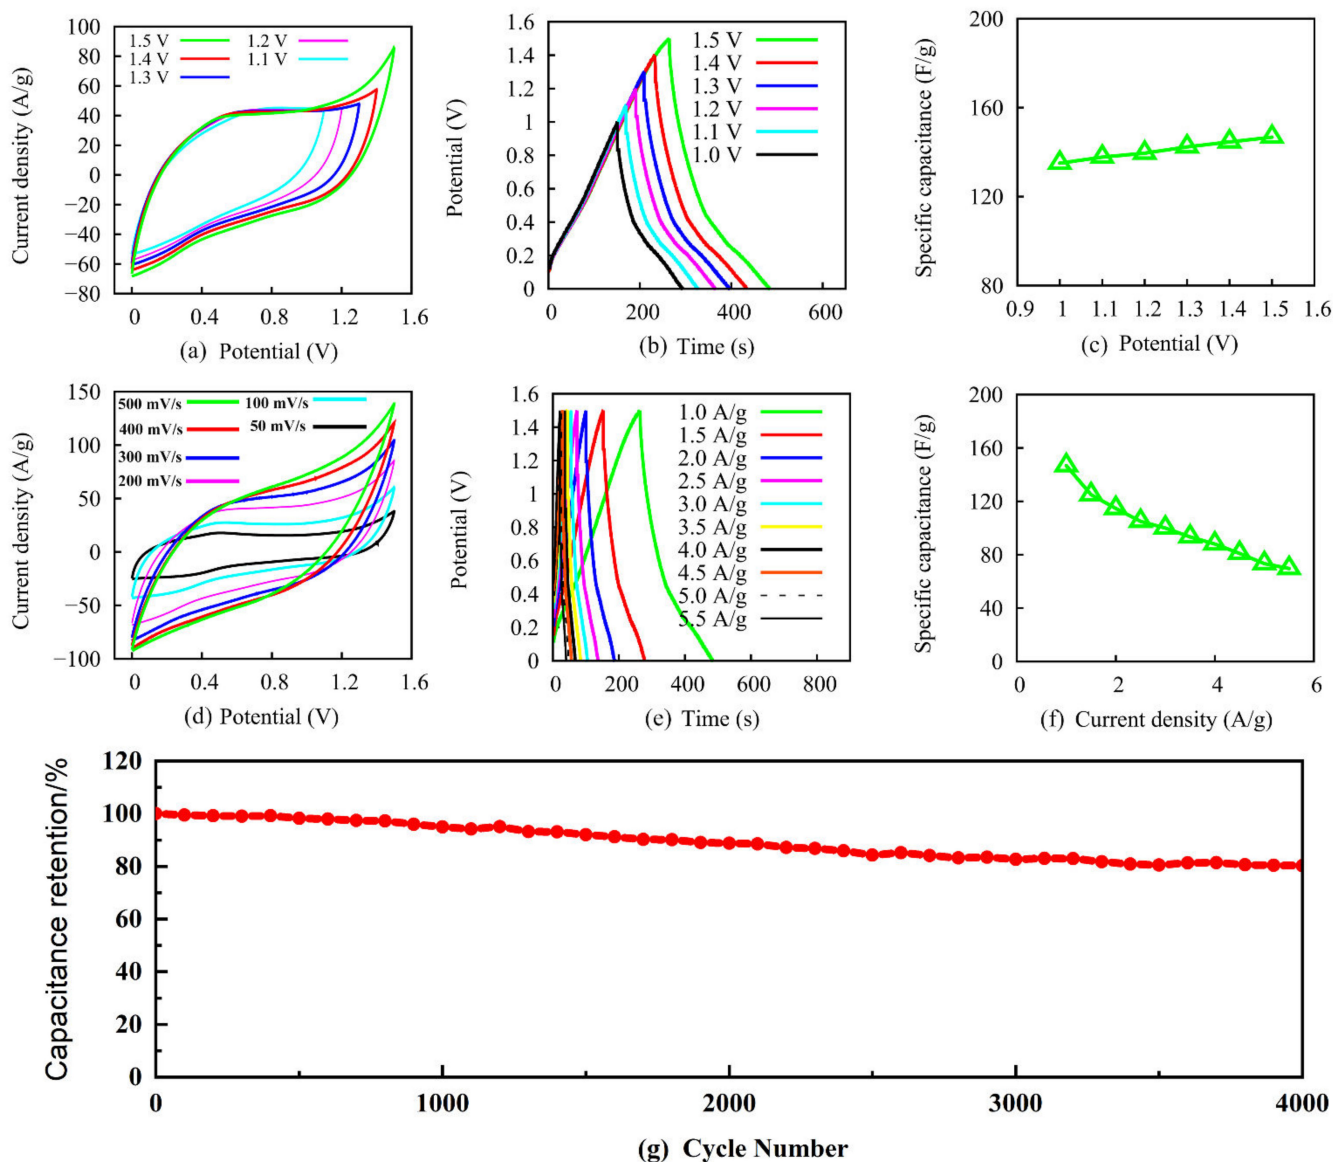 100
80
60
40
20
0
−20
−40
−60
−80
Current density (A/g)
1.5 V
1.2 V
1.4 V
1.1 V
1.3 V
0 0.4 0.8 1.2 1.6
(a) Potential (V)
1.6
1.4
1.2
1
0.8
0.6
0.4
0.2
0
Potential (V)
1.5 V
1.4 V
1.3 V
1.2 V
1.1 V
1.0 V
0 200 400 600
(b) Time (s)
200
160
120
80
Specific capacitance (F/g)
0.9 1 1.1 1.2 1.3 1.4 1.5 1.6
(c) Potential (V)
150
100
50
0
−50
−100
Current density (A/g)
500 mV/s 100 mV/s
400 mV/s 50 mV/s
300 mV/s
200 mV/s
0 0.4 0.8 1.2 1.6
(d) Potential (V)
1.6
1.4
1.2
1
0.8
0.6
0.4
0.2
0
Potential (V)
1.0 A/g
1.5 A/g
2.0 A/g
2.5 A/g
3.0 A/g
3.5 A/g
4.0 A/g
4.5 A/g
5.0 A/g
5.5 A/g
0 200 400 600 800
(e) Time (s)
200
160
120
80
40
0
Specific capacitance (F/g)
0 2 4 6
(f) Current density (A/g)
120
100
80
60
40
20
0
Capacitance retention/%
0 1000 2000 3000 4000
(g) Cycle Number